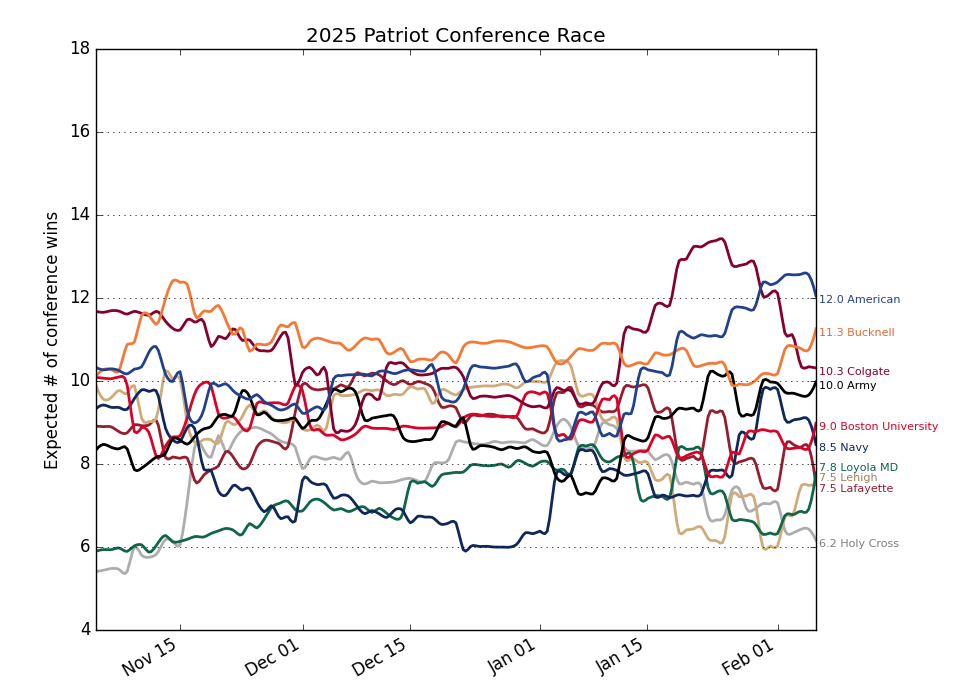 2025 Patriot Conference Race
Expected # of conference wins
18
16
14
12
10
8
6
4
Nov 15
Dec 01
Dec 15
Jan 01
Jan 15
Feb 01
12.0 American
11.3 Bucknell
10.3 Colgate
10.0 Army
9.0 Boston University
8.5 Navy
7.8 Loyola MD
7.5 Lehigh
7.5 Lafayette
6.2 Holy Cross